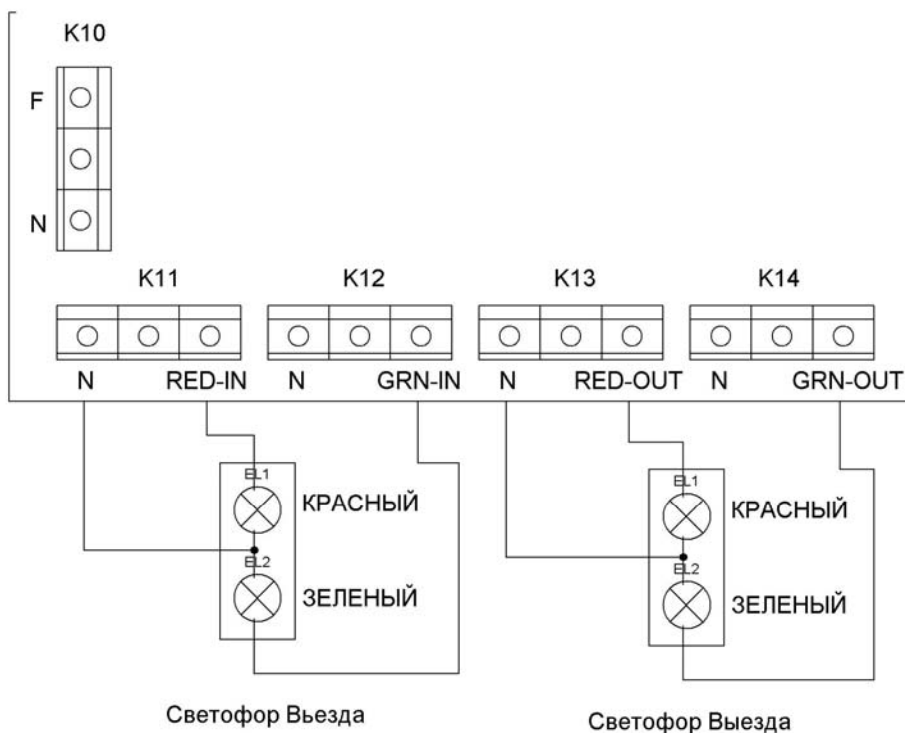 K10
F
N
K11 K12 K13 K14
N RED-IN N GRN-IN N RED-OUT N GRN-OUT
EL1 КРАСНЫЙ EL1 КРАСНЫЙ
EL2 ЗЕЛЕНЫЙ EL2 ЗЕЛЕНЫЙ
Светофор Вьезда Светофор Выезда